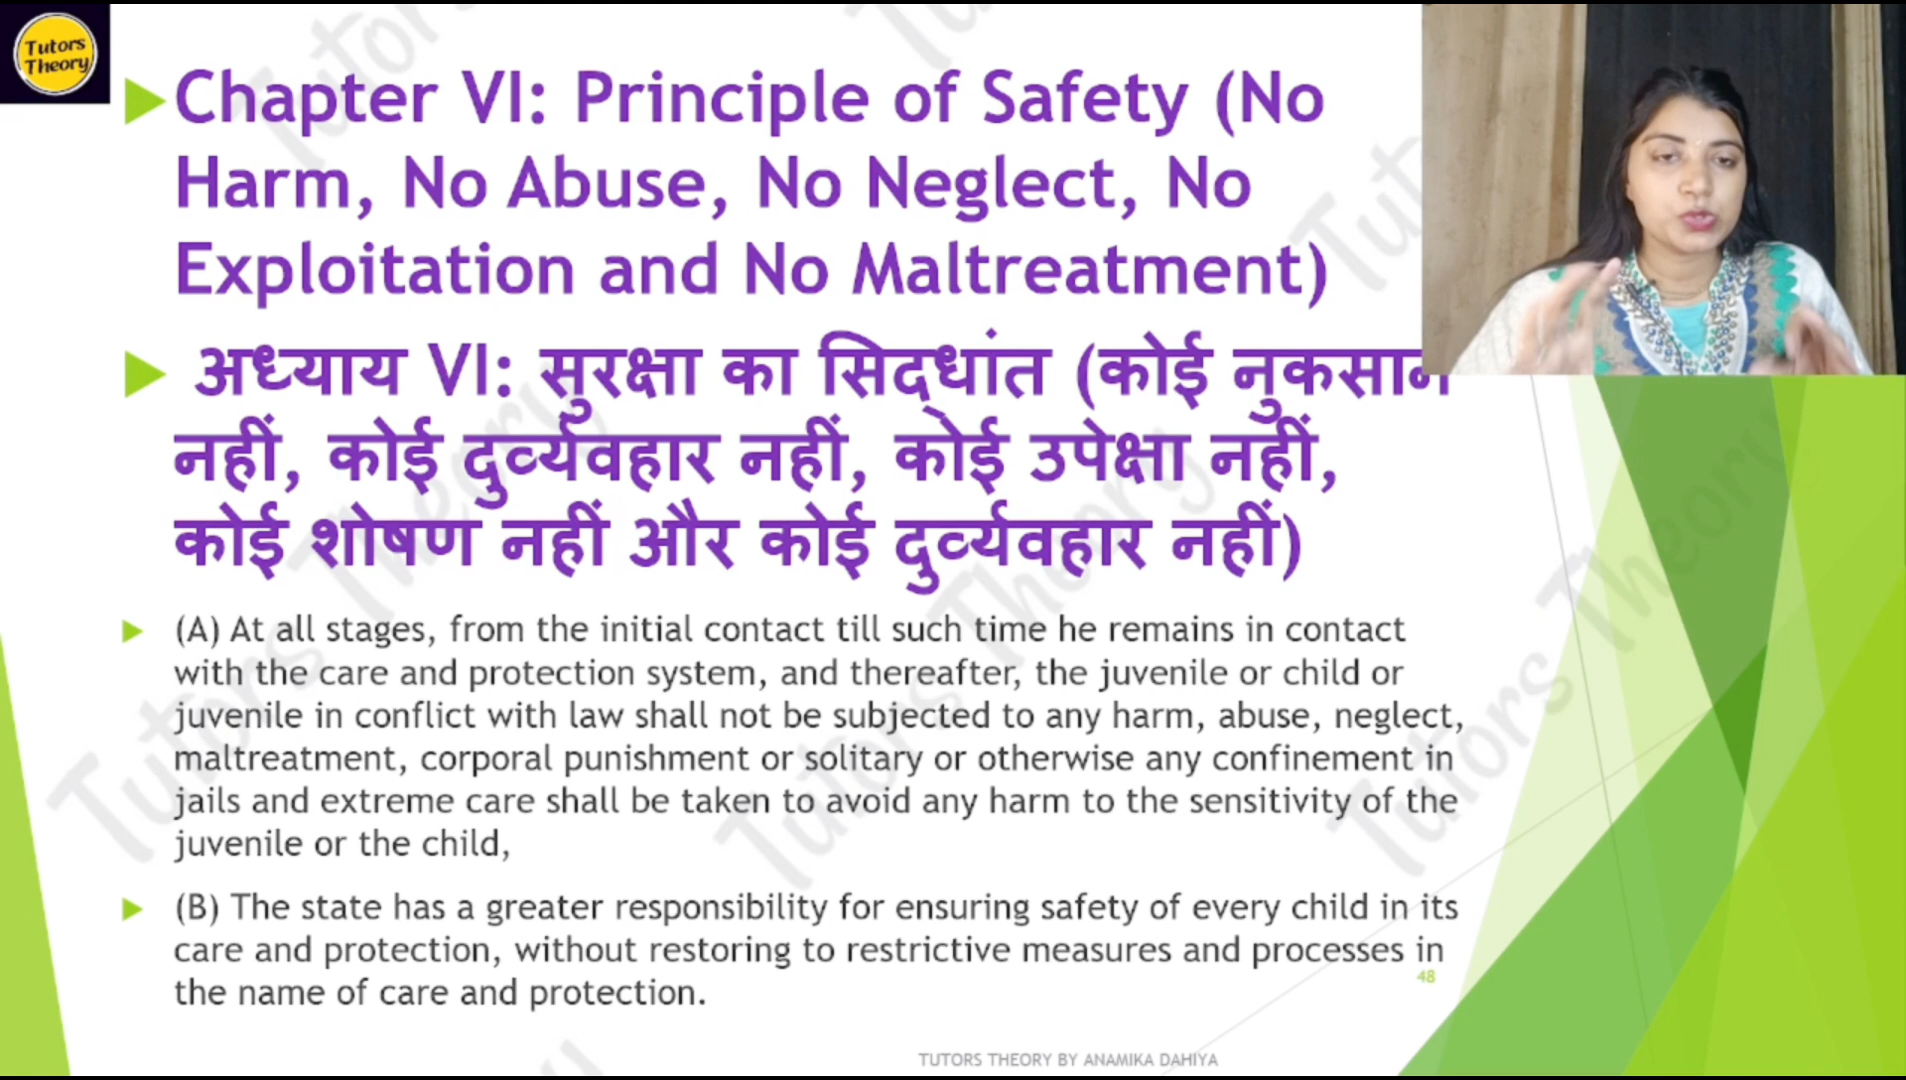 Tutors
Theory
Chapter VI: Principle of Safety (No
Harm, No Abuse, No Neglect, No
Exploitation and No Maltreatment)
अध्याय VI: सुरक्षा का सिद्धांत (कोई नुकसान
नहीं, कोई दुर्व्यवहार नहीं, कोई उपेक्षा नहीं,
कोई शोषण नहीं और कोई दुर्व्यवहार नहीं)
(A) At all stages, from the initial contact till such time he remains in contact
with the care and protection system, and thereafter, the juvenile or child or
juvenile in conflict with law shall not be subjected to any harm, abuse, neglect,
maltreatment, corporal punishment or solitary or otherwise any confinement in
jails and extreme care shall be taken to avoid any harm to the sensitivity of the
juvenile or the child,
(B) The state has a greater responsibility for ensuring safety of every child in its
care and protection, without restoring to restrictive measures and processes in
the name of care and protection.
48
TUTORS THEORY BY ANAMIKA DAHIYA